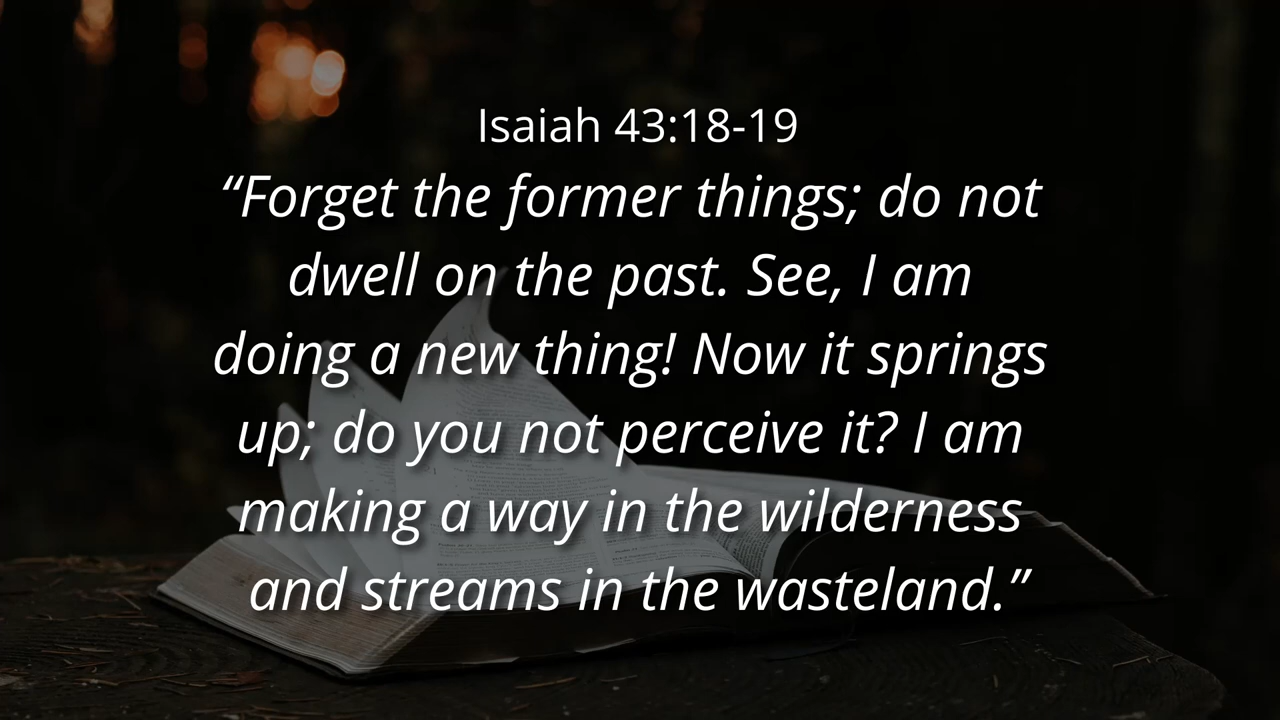 Isaiah 43:18-19
“Forget the former things; do not
dwell on the past. See, I am
doing a new thing! Now it springs
up; do you not perceive it? I am
making a way in the wilderness
and streams in the wasteland.”